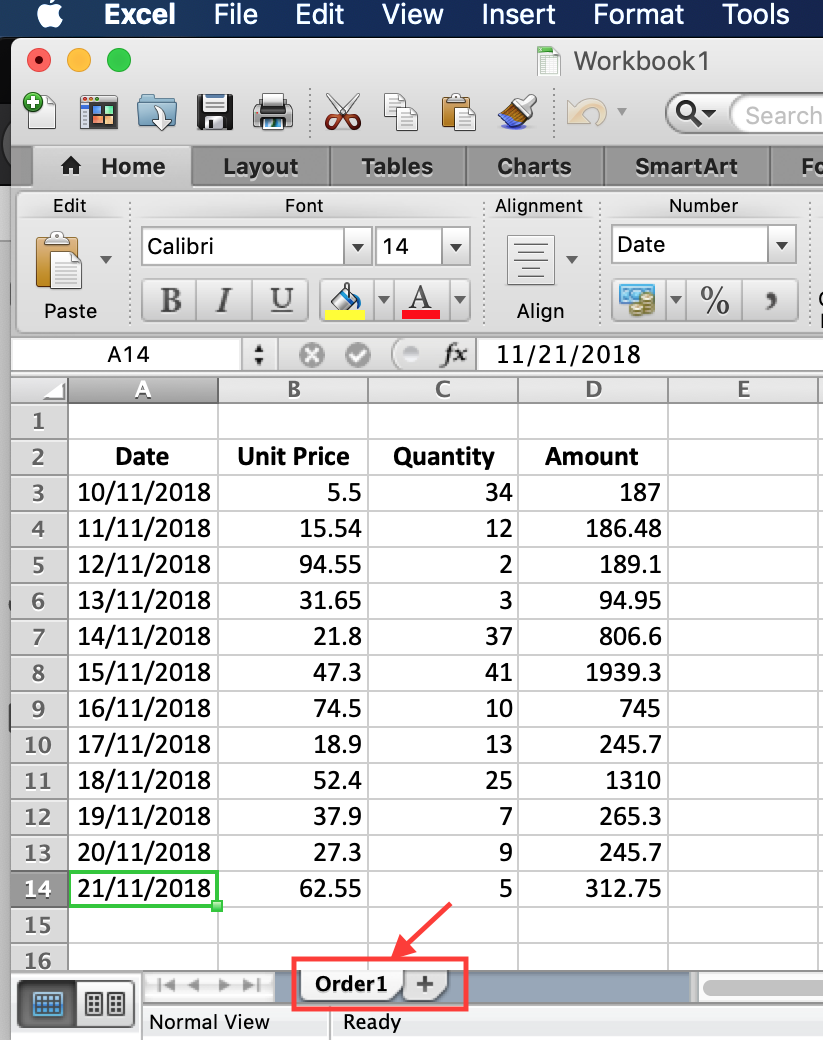 Excel File Edit View Insert Format Tools
Workbook1
Search
Home Layout Tables Charts SmartArt
Edit Font Alignment Number
Calibri 14 Date
Paste B I U A Align % ,
A14 fx 11/21/2018
A B C D E
1
2 Date Unit Price Quantity Amount
3 10/11/2018 5.5 34 187
4 11/11/2018 15.54 12 186.48
5 12/11/2018 94.55 2 189.1
6 13/11/2018 31.65 3 94.95
7 14/11/2018 21.8 37 806.6
8 15/11/2018 47.3 41 1939.3
9 16/11/2018 74.5 10 745
10 17/11/2018 18.9 13 245.7
11 18/11/2018 52.4 25 1310
12 19/11/2018 37.9 7 265.3
13 20/11/2018 27.3 9 245.7
14 21/11/2018 62.55 5 312.75
15
16
Order1 +
Normal View Ready